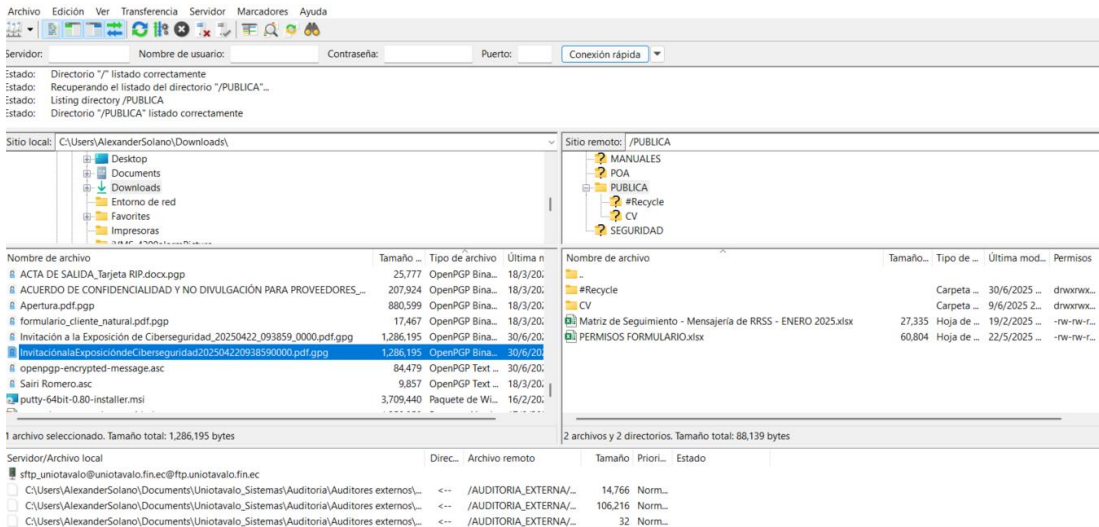 Archivo Edición Ver Transferencia Servidor Marcadores Ayuda
Servidor: Nombre de usuario: Contraseña: Puerto: Conexión rápida
Estado: Directorio "/" listado correctamente
Estado: Recuperando el listado del directorio "/PUBLICA"...
Estado: Listing directory /PUBLICA
Estado: Directorio "/PUBLICA" listado correctamente
Sitio local: C:\Users\AlexanderSolano\Downloads\
Desktop
Documents
Downloads
Entorno de red
Favorites
Impresoras
Sitio remoto: /PUBLICA
MANUALES
POA
PUBLICA
#Recycle
CV
SEGURIDAD
Nombre de archivo Tamaño ... Tipo de archivo Última n
ACTA DE SALIDA_Tarjeta RIP.docx.pgp 25,777 OpenPGP Bina... 18/3/202
ACUERDO DE CONFIDENCIALIDAD Y NO DIVULGACIÓN PARA PROVEEDORES_... 207,924 OpenPGP Bina... 18/3/202
Apertura.pdf.pgp 880,599 OpenPGP Bina... 18/3/202
formulario_cliente_natural.pdf.pgp 17,467 OpenPGP Bina... 18/3/202
Invitación a la Exposición de Ciberseguridad_20250422_093859_0000.pdf.gpg 1,286,195 OpenPGP Bina... 30/6/202
InvitaciónalaExposicióndeCiberseguridad202504220938590000.pdf.gpg 1,286,195 OpenPGP Bina... 30/6/202
openpgp-encrypted-message.asc 84,479 OpenPGP Text ... 30/6/202
Sairi Romero.asc 9,857 OpenPGP Text ... 18/3/202
putty-64bit-0.80-installer.msi 3,709,440 Paquete de Wi... 16/2/202
1 archivo seleccionado. Tamaño total: 1,286,195 bytes
Nombre de archivo Tamaño... Tipo de ... Última mod... Permisos
..
#Recycle Carpeta ... 30/6/2025 ... drwxrwx...
CV Carpeta ... 9/6/2025 2... drwxrwx...
Matriz de Seguimiento - Mensajería de RRSS - ENERO 2025.xlsx 27,335 Hoja de ... 19/2/2025 ... -rw-rw-r...
PERMISOS FORMULARIO.xlsx 60,804 Hoja de ... 22/5/2025 ... -rw-rw-r...
2 archivos y 2 directorios. Tamaño total: 88,139 bytes
Servidor/Archivo local Direc... Archivo remoto Tamaño Priori... Estado
sftp_uniotavalo@uniotavalo.fin.ec@ftp.uniotavalo.fin.ec
C:\Users\AlexanderSolano\Documents\Uniotavalo_Sistemas\Auditoria\Auditores externos\... <-- /AUDITORIA_EXTERNA/... 14,766 Norm...
C:\Users\AlexanderSolano\Documents\Uniotavalo_Sistemas\Auditoria\Auditores externos\... <-- /AUDITORIA_EXTERNA/... 106,216 Norm...
C:\Users\AlexanderSolano\Documents\Uniotavalo_Sistemas\Auditoria\Auditores externos\... <-- /AUDITORIA_EXTERNA/... 32 Norm...